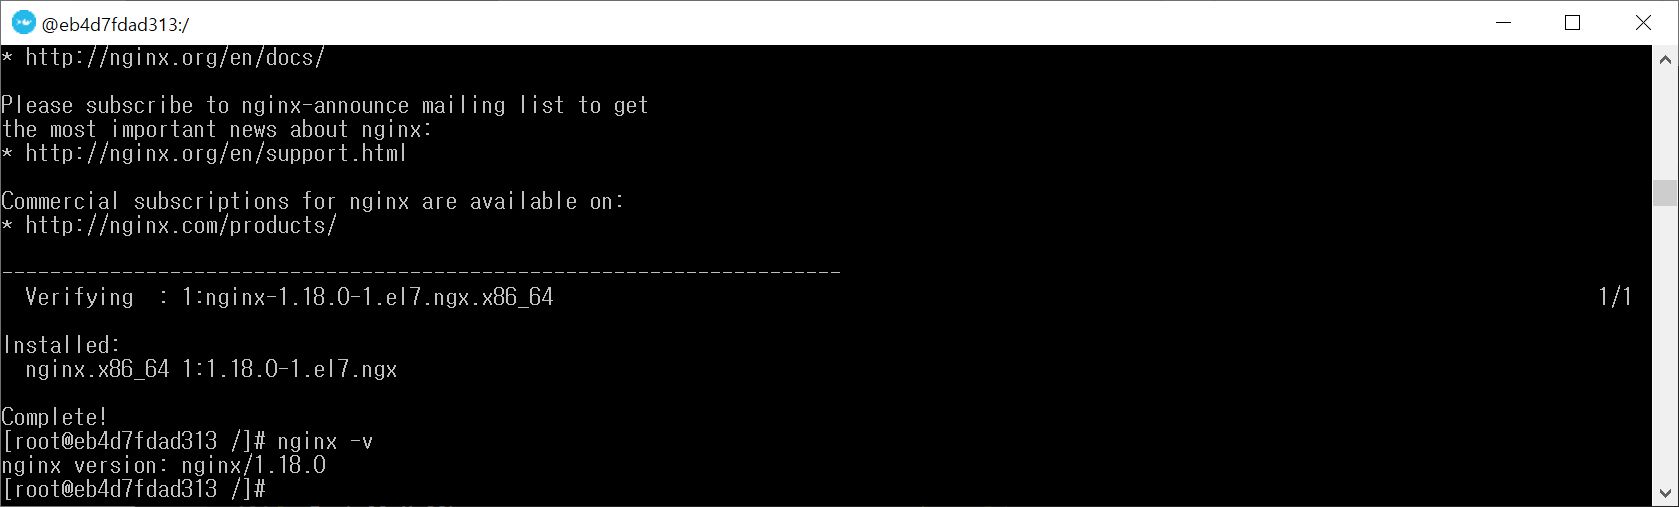 @eb4d7fdad313:/
* http://nginx.org/en/docs/
Please subscribe to nginx-announce mailing list to get
the most important news about nginx:
* http://nginx.org/en/support.html
Commercial subscriptions for nginx are available on:
* http://nginx.com/products/
----------------------------------------------------------------------
Verifying  : 1:nginx-1.18.0-1.el7.ngx.x86_64 1/1
Installed:
nginx.x86_64 1:1.18.0-1.el7.ngx
Complete!
[root@eb4d7fdad313 /]# nginx -v
nginx version: nginx/1.18.0
[root@eb4d7fdad313 /]#